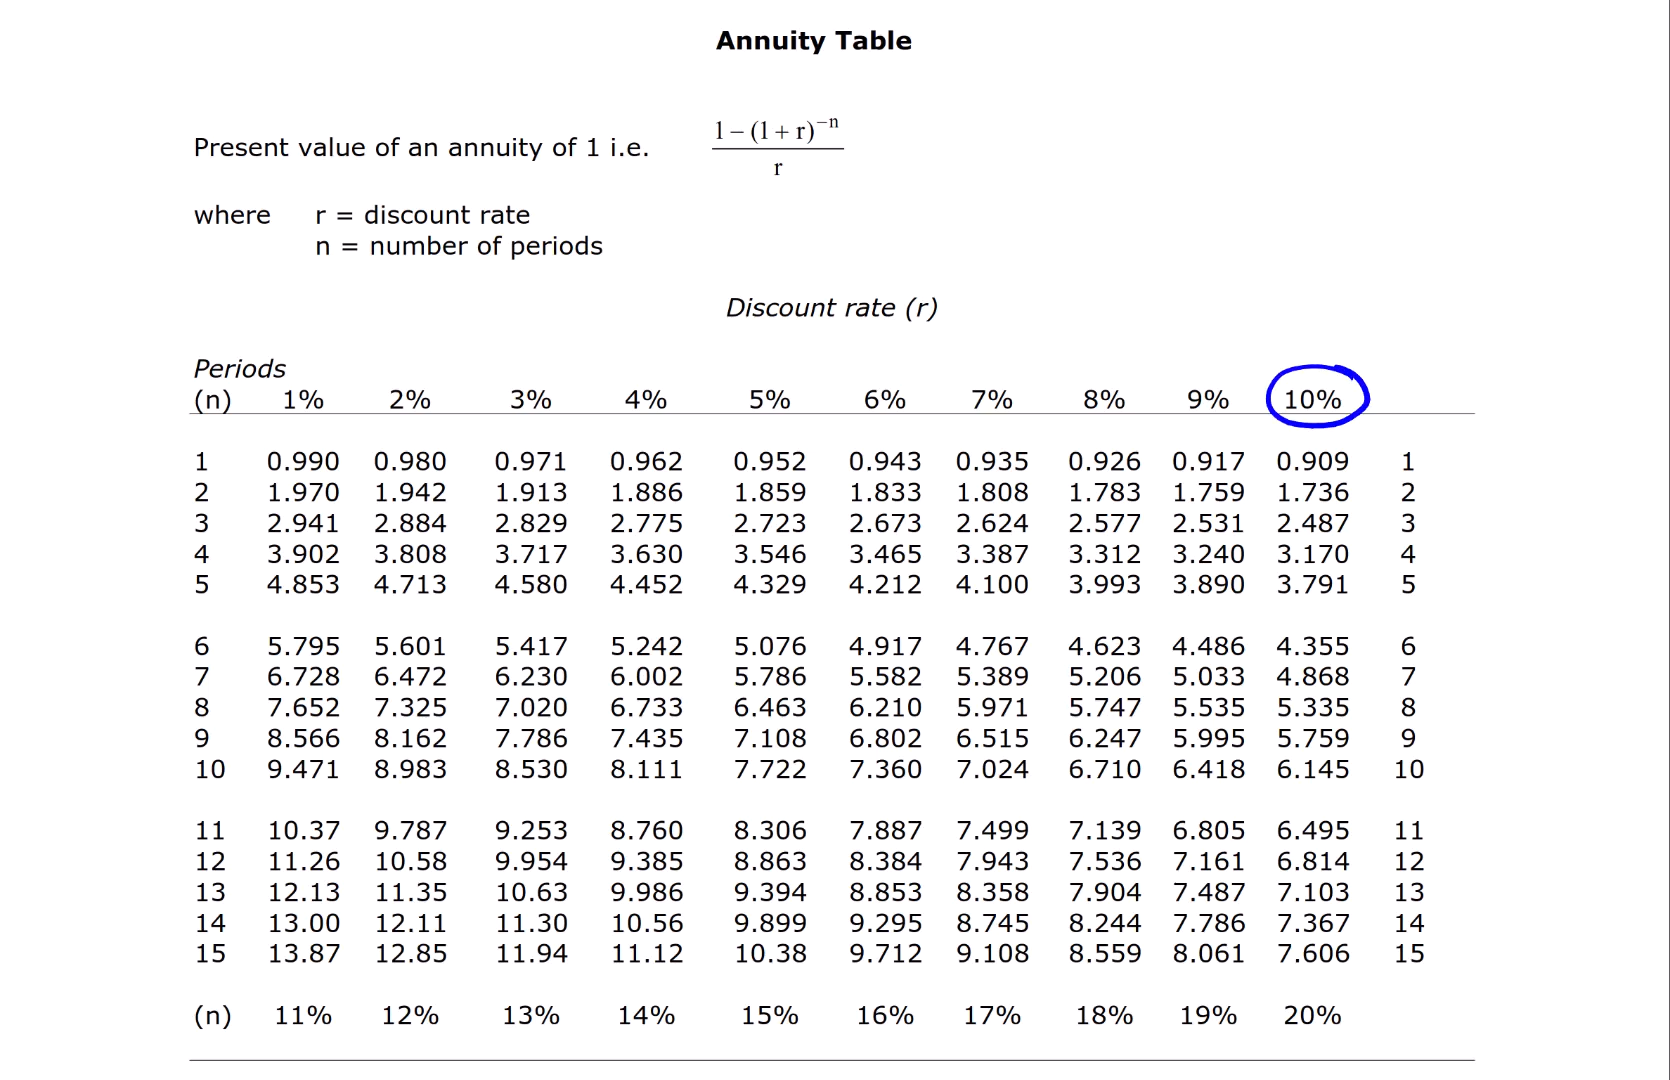 Annuity Table
Present value of an annuity of 1 i.e. 1 – (1 + r)^–n / r
where r = discount rate
n = number of periods
Discount rate (r)
Periods
(n) 1% 2% 3% 4% 5% 6% 7% 8% 9% 10%
1 0.990 0.980 0.971 0.962 0.952 0.943 0.935 0.926 0.917 0.909 1
2 1.970 1.942 1.913 1.886 1.859 1.833 1.808 1.783 1.759 1.736 2
3 2.941 2.884 2.829 2.775 2.723 2.673 2.624 2.577 2.531 2.487 3
4 3.902 3.808 3.717 3.630 3.546 3.465 3.387 3.312 3.240 3.170 4
5 4.853 4.713 4.580 4.452 4.329 4.212 4.100 3.993 3.890 3.791 5
6 5.795 5.601 5.417 5.242 5.076 4.917 4.767 4.623 4.486 4.355 6
7 6.728 6.472 6.230 6.002 5.786 5.582 5.389 5.206 5.033 4.868 7
8 7.652 7.325 7.020 6.733 6.463 6.210 5.971 5.747 5.535 5.335 8
9 8.566 8.162 7.786 7.435 7.108 6.802 6.515 6.247 5.995 5.759 9
10 9.471 8.983 8.530 8.111 7.722 7.360 7.024 6.710 6.418 6.145 10
11 10.37 9.787 9.253 8.760 8.306 7.887 7.499 7.139 6.805 6.495 11
12 11.26 10.58 9.954 9.385 8.863 8.384 7.943 7.536 7.161 6.814 12
13 12.13 11.35 10.63 9.986 9.394 8.853 8.358 7.904 7.487 7.103 13
14 13.00 12.11 11.30 10.56 9.899 9.295 8.745 8.244 7.786 7.367 14
15 13.87 12.85 11.94 11.12 10.38 9.712 9.108 8.559 8.061 7.606 15
(n) 11% 12% 13% 14% 15% 16% 17% 18% 19% 20%